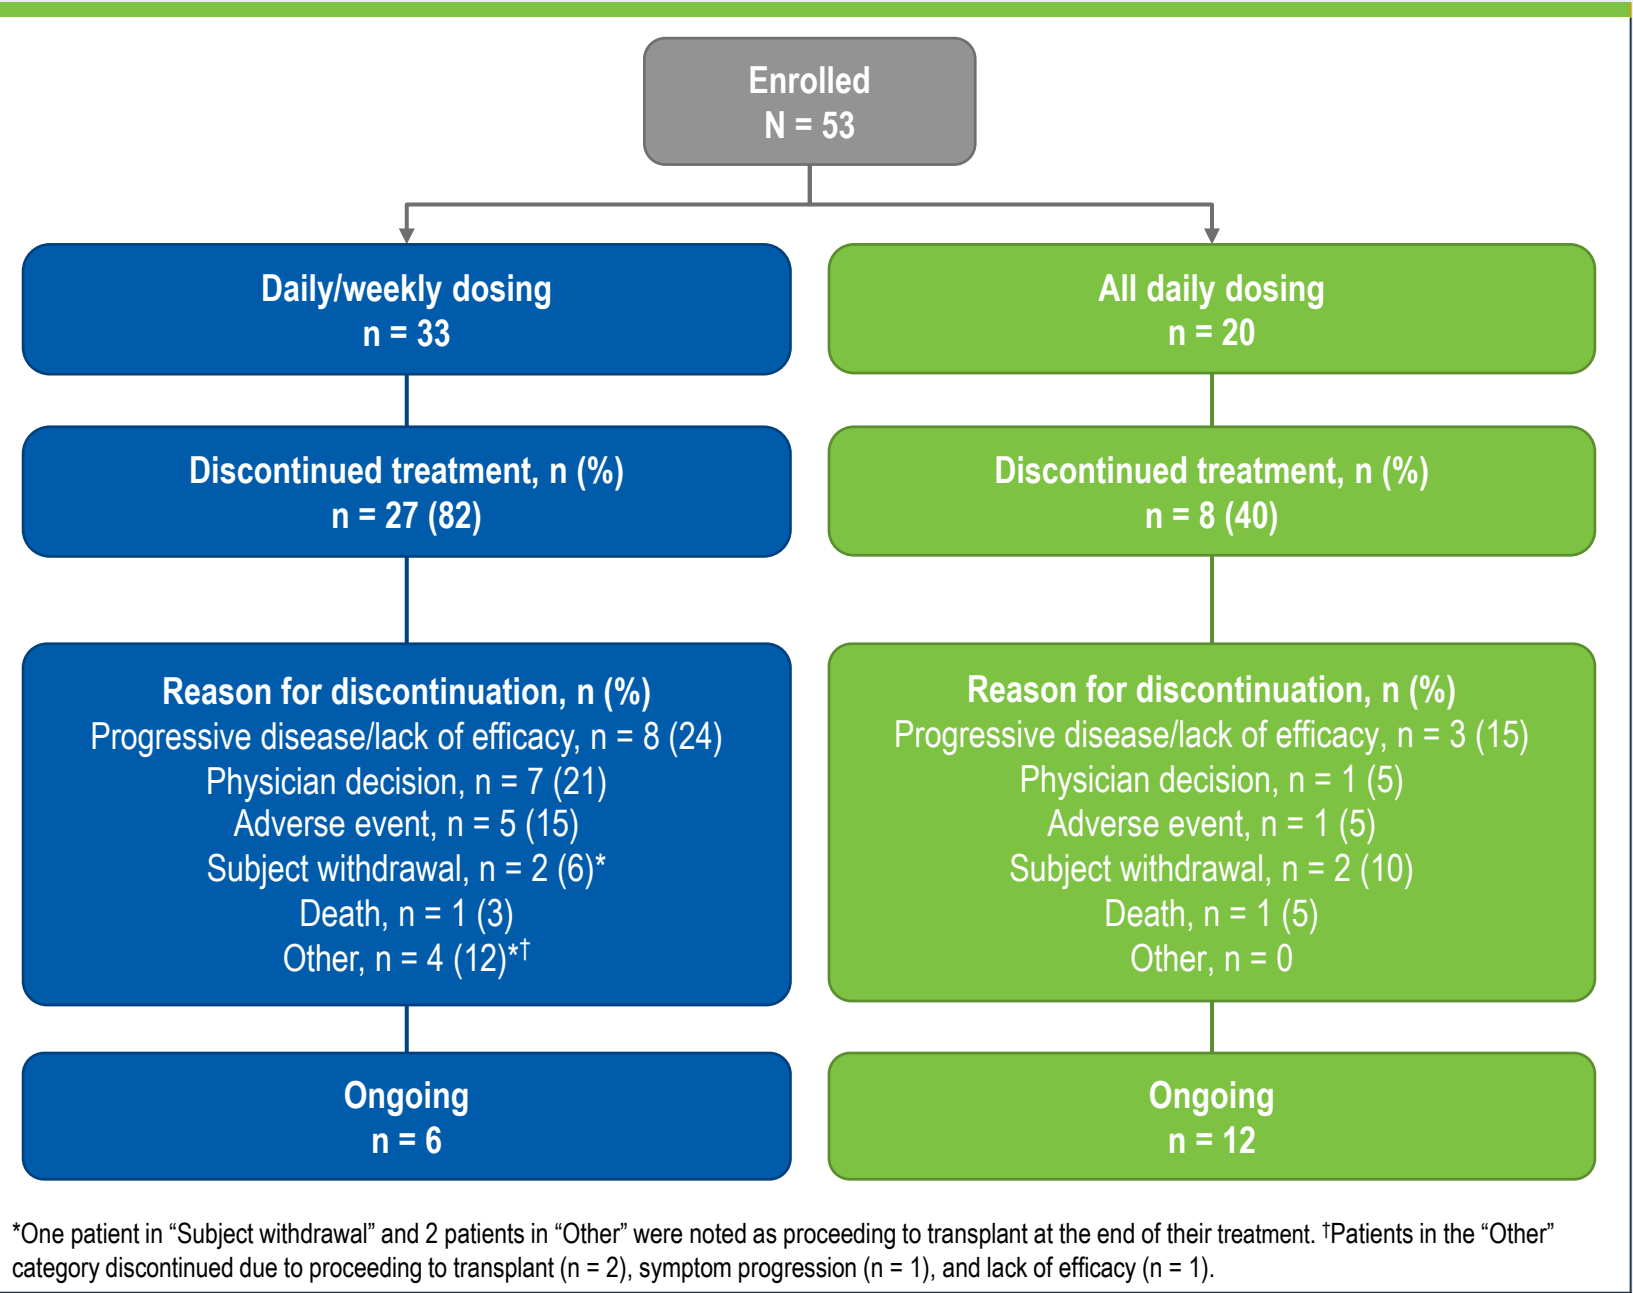 Enrolled
N = 53
Daily/weekly dosing
n = 33
Discontinued treatment, n (%)
n = 27 (82)
Reason for discontinuation, n (%)
Progressive disease/lack of efficacy, n = 8 (24)
Physician decision, n = 7 (21)
Adverse event, n = 5 (15)
Subject withdrawal, n = 2 (6)*
Death, n = 1 (3)
Other, n = 4 (12)*†
Ongoing
n = 6
All daily dosing
n = 20
Discontinued treatment, n (%)
n = 8 (40)
Reason for discontinuation, n (%)
Progressive disease/lack of efficacy, n = 3 (15)
Physician decision, n = 1 (5)
Adverse event, n = 1 (5)
Subject withdrawal, n = 2 (10)
Death, n = 1 (5)
Other, n = 0
Ongoing
n = 12
*One patient in “Subject withdrawal” and 2 patients in “Other” were noted as proceeding to transplant at the end of their treatment. †Patients in the “Other”
category discontinued due to proceeding to transplant (n = 2), symptom progression (n = 1), and lack of efficacy (n = 1).